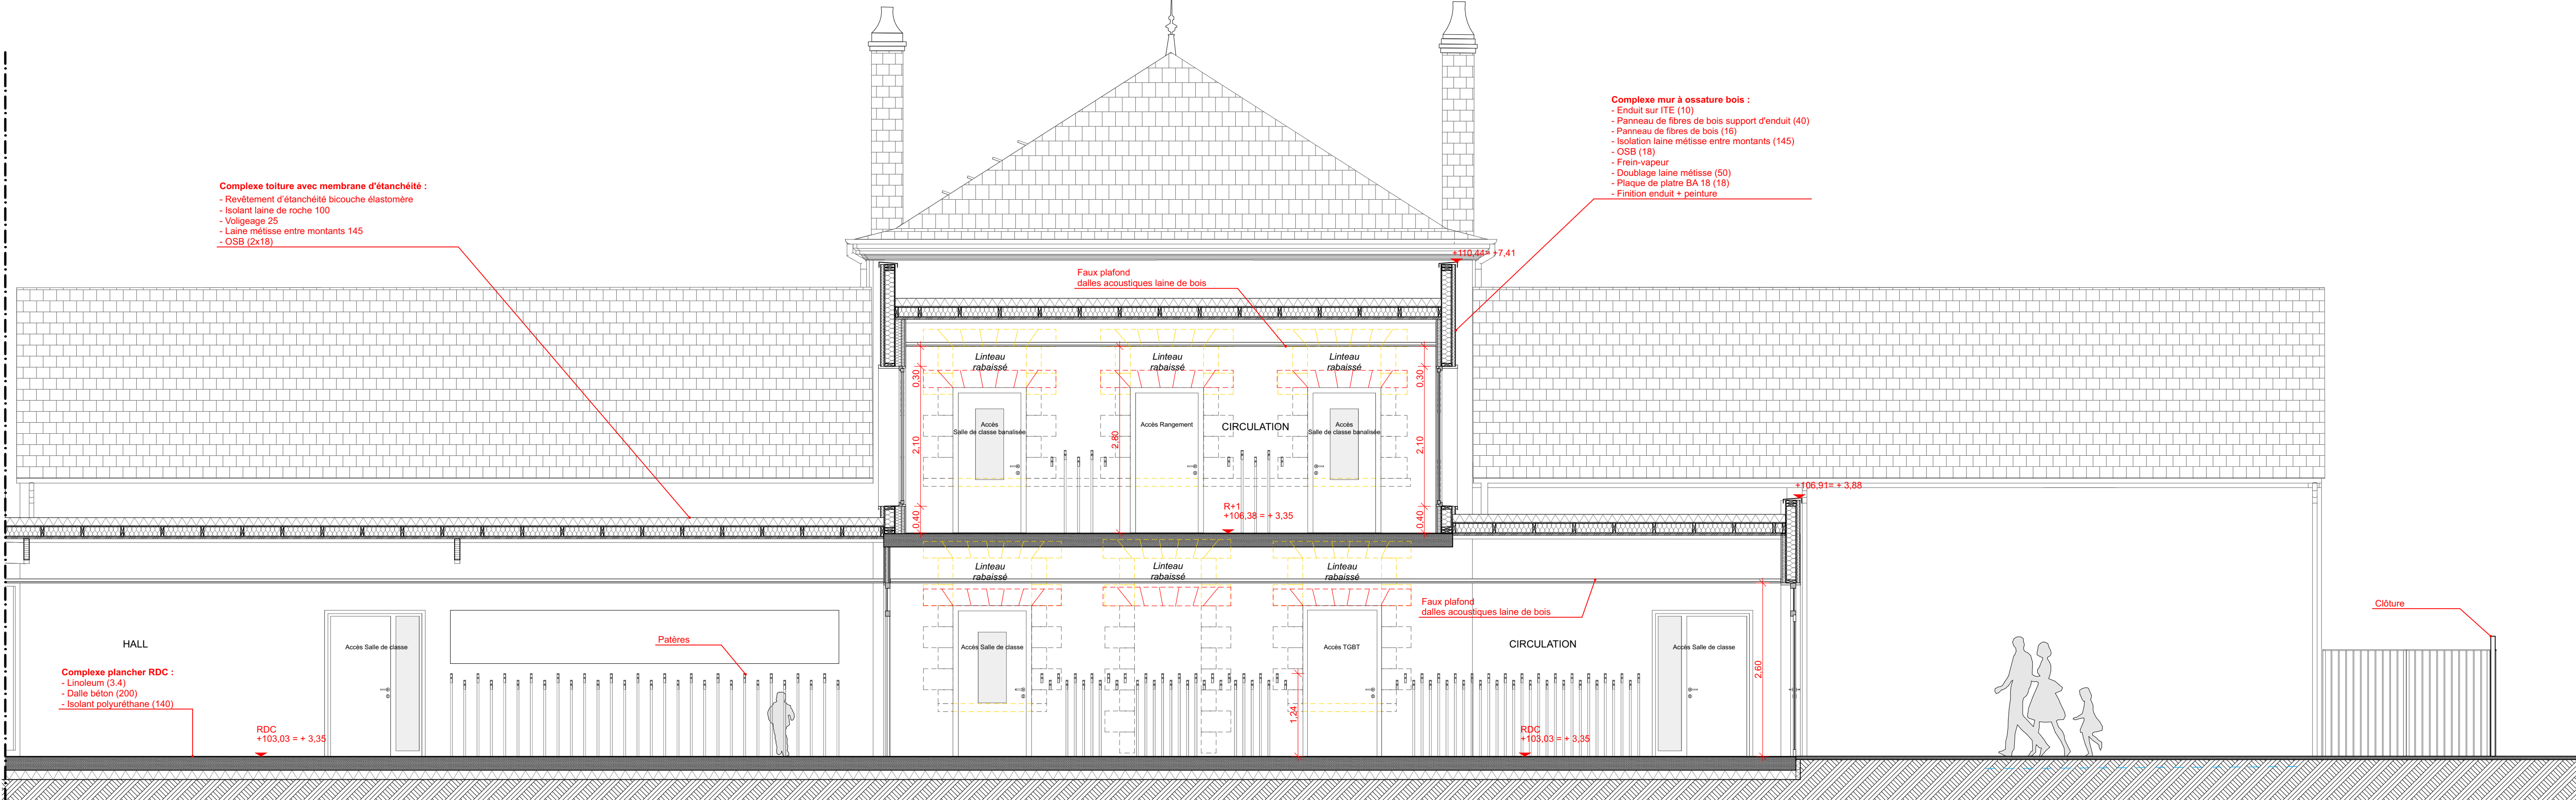 Complexe mur à ossature bois :
- Enduit sur ITE (10)
- Panneau de fibres de bois support d'enduit (40)
- Panneau de fibres de bois (16)
- Isolation laine métisse entre montants (145)
- OSB (18)
- Frein-vapeur
- Doublage laine métisse (50)
- Plaque de platre BA 18 (18)
- Finition enduit + peinture
Complexe toiture avec membrane d'étanchéité :
- Revêtement d'étanchéité bicouche élastomère
- Isolant laine de roche 100
- Voligeage 25
- Laine métisse entre montants 145
- OSB (2x18)
+110,44= +7,41
Faux plafond
dalles acoustiques laine de bois
Linteau
rabaissé
Linteau
rabaissé
Linteau
rabaissé
0,30
2,10
0,40
2,80
0,30
2,10
0,40
Accès
Salle de classe banalisée
Accès Rangement
CIRCULATION
Accès
Salle de classe banalisée
R+1
+106,38 = + 3,35
+106,91= + 3,88
Linteau
rabaissé
Linteau
rabaissé
Linteau
rabaissé
Faux plafond
dalles acoustiques laine de bois
Clôture
HALL
Accès Salle de classe
Patères
Accès Salle de classe
Accès TGBT
CIRCULATION
Accès Salle de classe
2,60
1,24
Complexe plancher RDC :
- Linoleum (3.4)
- Dalle béton (200)
- Isolant polyuréthane (140)
RDC
+103,03 = + 3,35
RDC
+103,03 = + 3,35